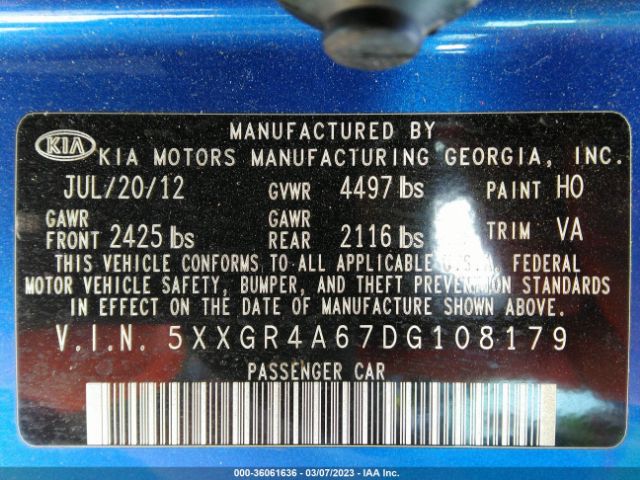 MANUFACTURED BY
KIA KIA MOTORS MANUFACTURING GEORGIA, INC.
JUL/20/12 GVWR 4497 lbs PAINT HO
GAWR FRONT 2425 lbs GAWR REAR 2116 lbs TRIM VA
THIS VEHICLE CONFORMS TO ALL APPLICABLE U.S.A. FEDERAL
MOTOR VEHICLE SAFETY, BUMPER, AND THEFT PREVENTION STANDARDS
IN EFFECT ON THE DATE OF MANUFACTURE SHOWN ABOVE.
V.I.N. 5XXGR4A67DG108179
PASSENGER CAR
000-36061636 - 03/07/2023 - IAA Inc.